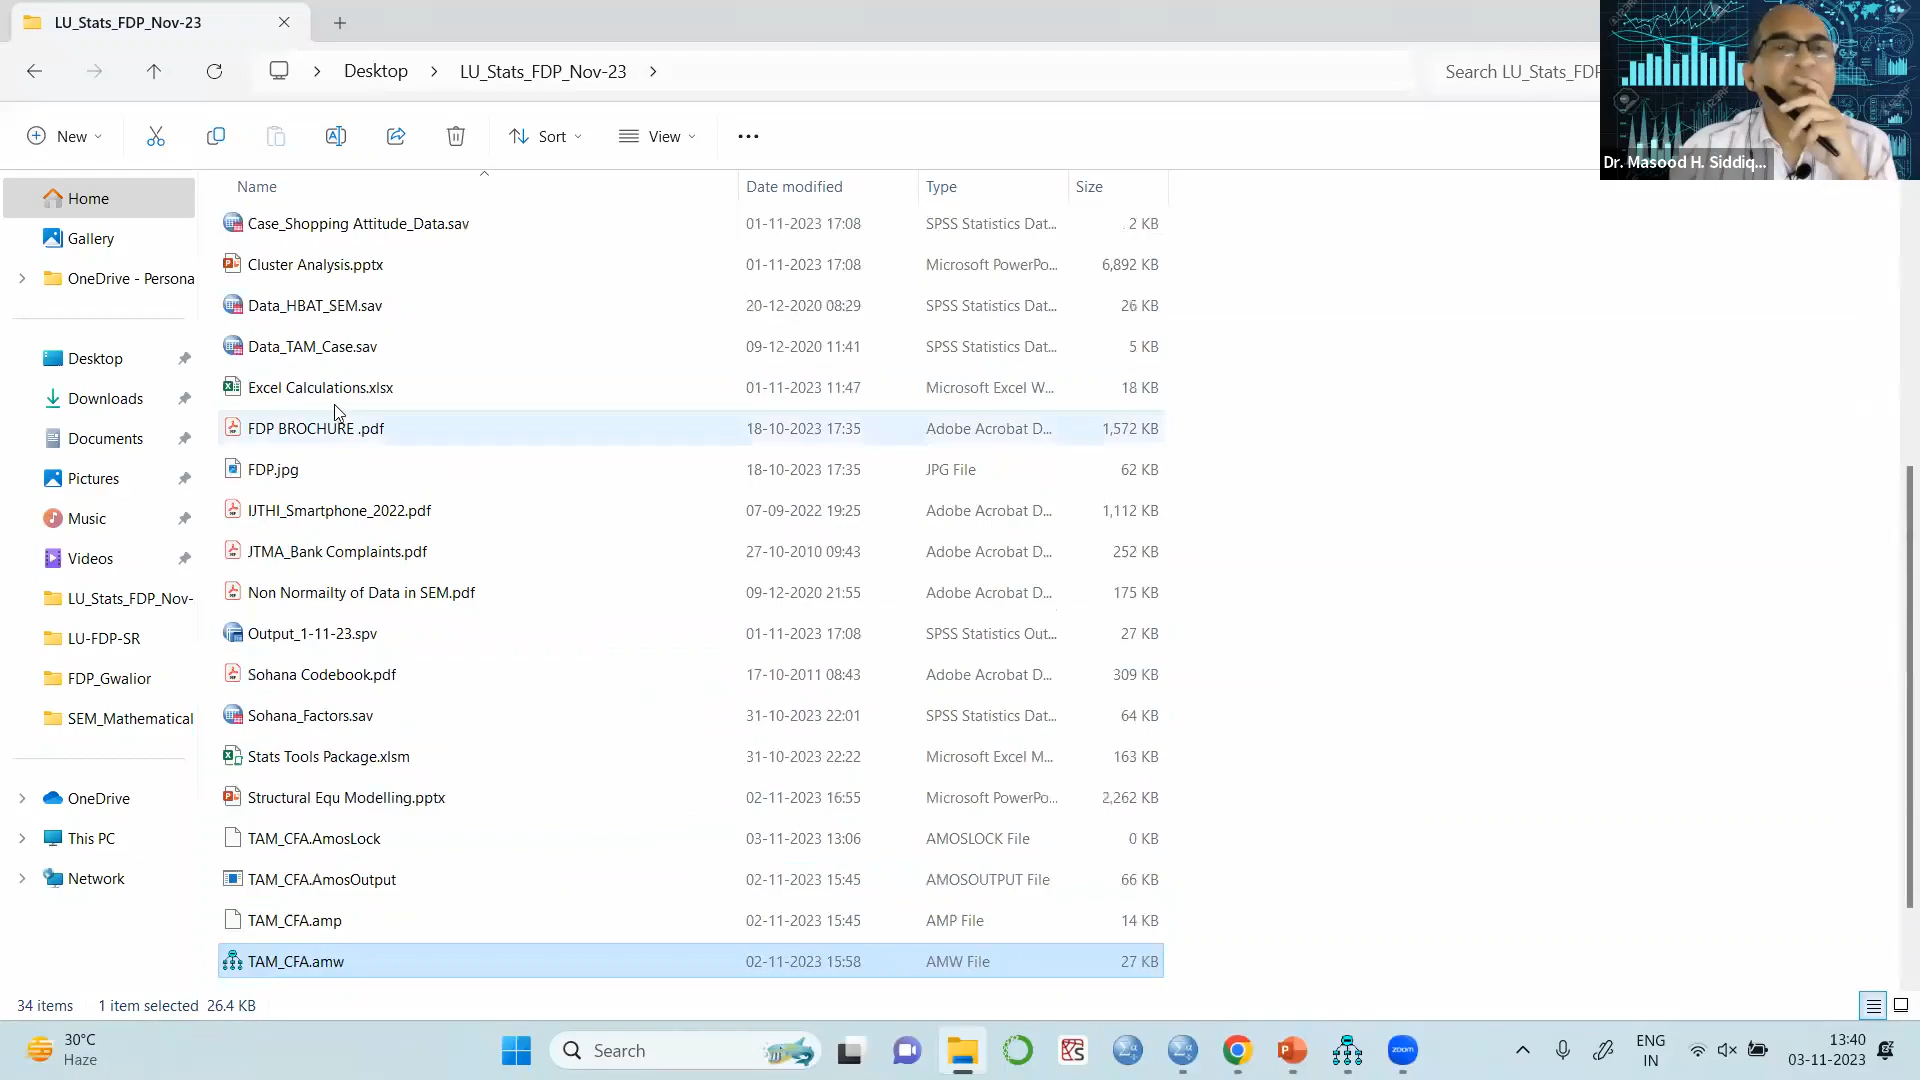 LU_Stats_FDP_Nov-23
Desktop
LU_Stats_FDP_Nov-23
Search LU_Stats_FDP
Dr. Masood H. Siddiq...
New
Sort
View
Name
Date modified
Type
Size
Home
Gallery
OneDrive - Persona
Desktop
Downloads
Documents
Pictures
Music
Videos
LU_Stats_FDP_Nov-
LU-FDP-SR
FDP_Gwalior
SEM_Mathematical
OneDrive
This PC
Network
Case_Shopping Attitude_Data.sav 01-11-2023 17:08 SPSS Statistics Dat... 2 KB
Cluster Analysis.pptx 01-11-2023 17:08 Microsoft PowerPo... 6,892 KB
Data_HBAT_SEM.sav 20-12-2020 08:29 SPSS Statistics Dat... 26 KB
Data_TAM_Case.sav 09-12-2020 11:41 SPSS Statistics Dat... 5 KB
Excel Calculations.xlsx 01-11-2023 11:47 Microsoft Excel W... 18 KB
FDP BROCHURE .pdf 18-10-2023 17:35 Adobe Acrobat D... 1,572 KB
FDP.jpg 18-10-2023 17:35 JPG File 62 KB
IJTHI_Smartphone_2022.pdf 07-09-2022 19:25 Adobe Acrobat D... 1,112 KB
JTMA_Bank Complaints.pdf 27-10-2010 09:43 Adobe Acrobat D... 252 KB
Non Normailty of Data in SEM.pdf 09-12-2020 21:55 Adobe Acrobat D... 175 KB
Output_1-11-23.spv 01-11-2023 17:08 SPSS Statistics Out... 27 KB
Sohana Codebook.pdf 17-10-2011 08:43 Adobe Acrobat D... 309 KB
Sohana_Factors.sav 31-10-2023 22:01 SPSS Statistics Dat... 64 KB
Stats Tools Package.xlsm 31-10-2023 22:22 Microsoft Excel M... 163 KB
Structural Equ Modelling.pptx 02-11-2023 16:55 Microsoft PowerPo... 2,262 KB
TAM_CFA.AmosLock 03-11-2023 13:06 AMOSLOCK File 0 KB
TAM_CFA.AmosOutput 02-11-2023 15:45 AMOSOUTPUT File 66 KB
TAM_CFA.amp 02-11-2023 15:45 AMP File 14 KB
TAM_CFA.amw 02-11-2023 15:58 AMW File 27 KB
34 items 1 item selected 26.4 KB
30°C
Haze
Search
zoom
ENG
IN
13:40
03-11-2023